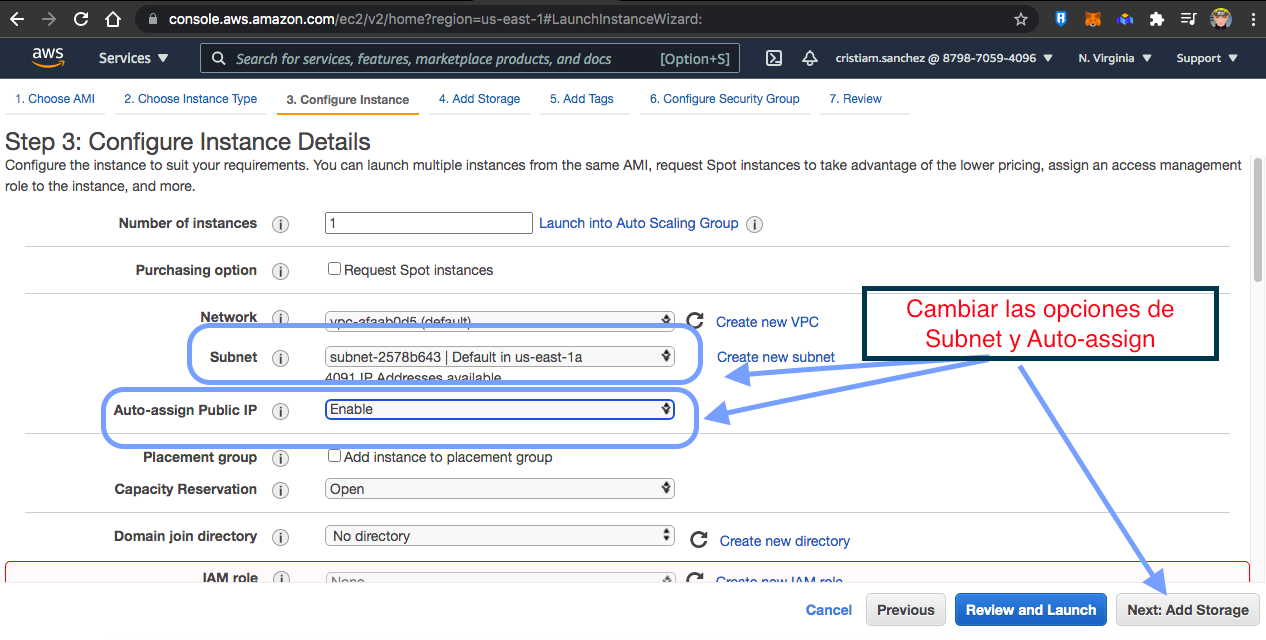 console.aws.amazon.com/ec2/v2/home?region=us-east-1#LaunchInstanceWizard:
aws
Services
Search for services, features, marketplace products, and docs
[Option+S]
cristiam.sanchez @ 8798-7059-4096
N. Virginia
Support
1. Choose AMI
2. Choose Instance Type
3. Configure Instance
4. Add Storage
5. Add Tags
6. Configure Security Group
7. Review
Step 3: Configure Instance Details
Configure the instance to suit your requirements. You can launch multiple instances from the same AMI, request Spot instances to take advantage of the lower pricing, assign an access management
role to the instance, and more.
Number of instances
1
Launch into Auto Scaling Group
Purchasing option
Request Spot instances
Cambiar las opciones de
Subnet y Auto-assign
Network
vpc-afaab0d5 (default)
Create new VPC
Subnet
subnet-2578b643 | Default in us-east-1a
Create new subnet
4091 IP Addresses available
Auto-assign Public IP
Enable
Placement group
Add instance to placement group
Capacity Reservation
Open
Domain join directory
No directory
Create new directory
IAM role
None
Create new IAM role
Cancel
Previous
Review and Launch
Next: Add Storage